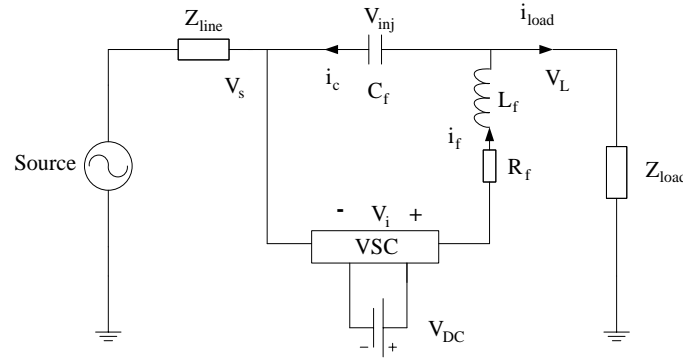 Z_line
V_inj
i_load
V_s
i_c
C_f
V_L
L_f
i_f
R_f
Source
Z_load
- V_i +
VSC
V_DC
- +